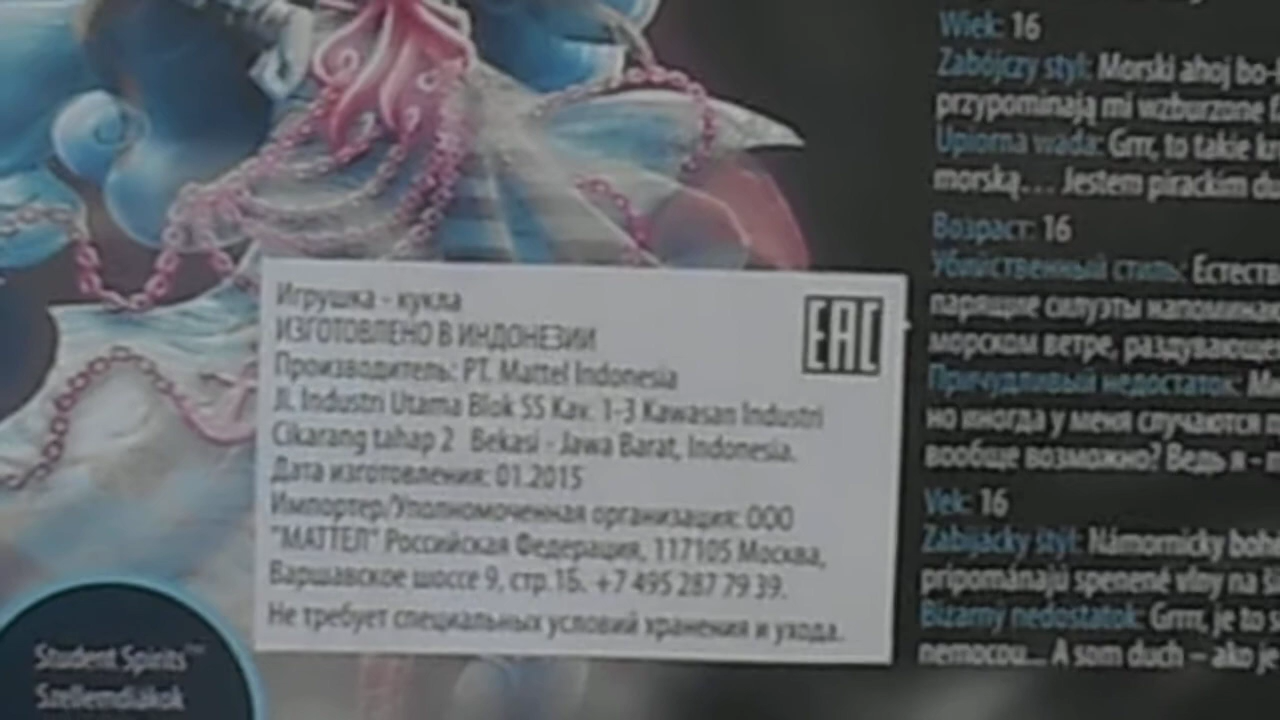 Игрушка - кукла
ИЗГОТОВЛЕНО В ИНДОНЕЗИИ
Производитель: PT. Mattel Indonesia
Jl. Industri Utama Blok SS Kav. 1-3 Kawasan Industri
Cikarang tahap 2 Bekasi - Jawa Barat, Indonesia.
Дата изготовления: 01.2015
Импортер/Уполномоченная организация: ООО
"МАТТЕЛ" Российская Федерация, 117105 Москва,
Варшавское шоссе 9, стр.1Б. +7 495 287 79 39.
Не требует специальных условий хранения и ухода.
EAC
Wiek: 16
Zabójczy styl: Morski ahoj
przypominają mi wzburzone
Upiorna wada: Grrr, to takie
morską... Jestem pirackim
Возраст: 16
Убийственный стиль:
парящие силуэты
морском ветре,
Причудливый недостаток:
но иногда у меня случаются
вообще возможно? Ведь я -
Vek: 16
Zabijácky štýl: Námornícky
pripomínajú spenené vlny na
Bizarný nedostatok: Grrrr, je to
nemocou... A som duch – ako je
Student Spirits™
Szellemdiákok